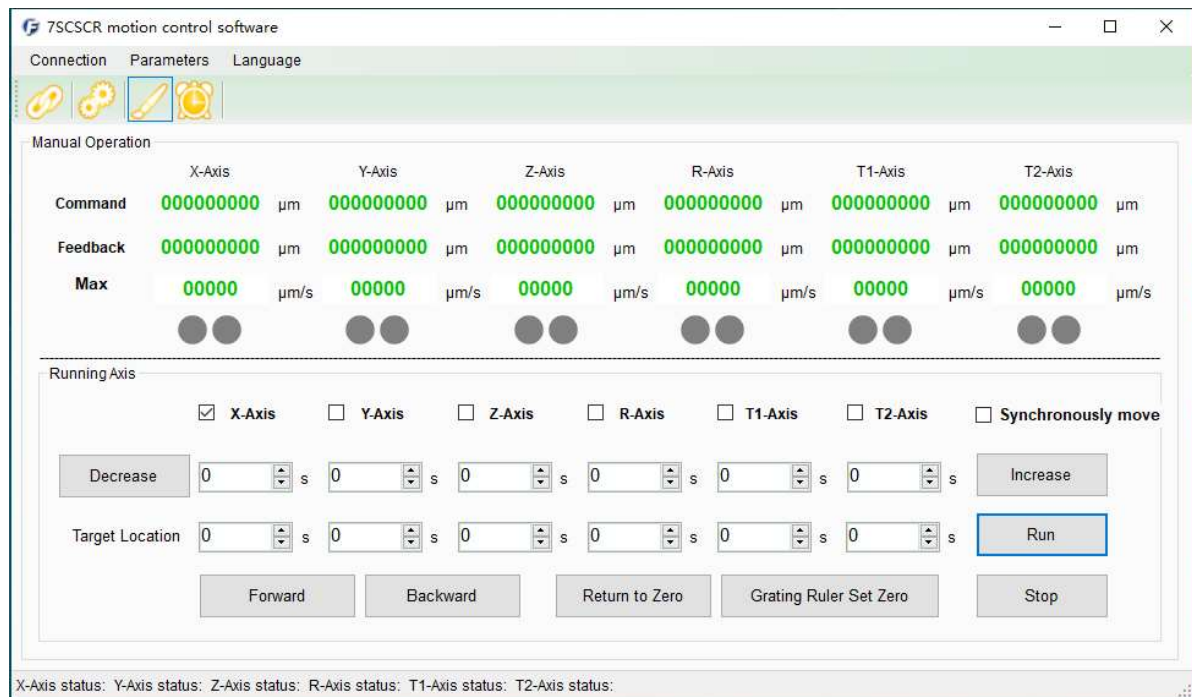 7SCSCR motion control software
Connection Parameters Language
Manual Operation
X-Axis Y-Axis Z-Axis R-Axis T1-Axis T2-Axis
Command 000000000 µm 000000000 µm 000000000 µm 000000000 µm 000000000 µm 000000000 µm
Feedback 000000000 µm 000000000 µm 000000000 µm 000000000 µm 000000000 µm 000000000 µm
Max 00000 µm/s 00000 µm/s 00000 µm/s 00000 µm/s 00000 µm/s 00000 µm/s
Running Axis
X-Axis Y-Axis Z-Axis R-Axis T1-Axis T2-Axis Synchronously move
Decrease 0 s 0 s 0 s 0 s 0 s 0 s Increase
Target Location 0 s 0 s 0 s 0 s 0 s 0 s Run
Forward Backward Return to Zero Grating Ruler Set Zero Stop
X-Axis status: Y-Axis status: Z-Axis status: R-Axis status: T1-Axis status: T2-Axis status: